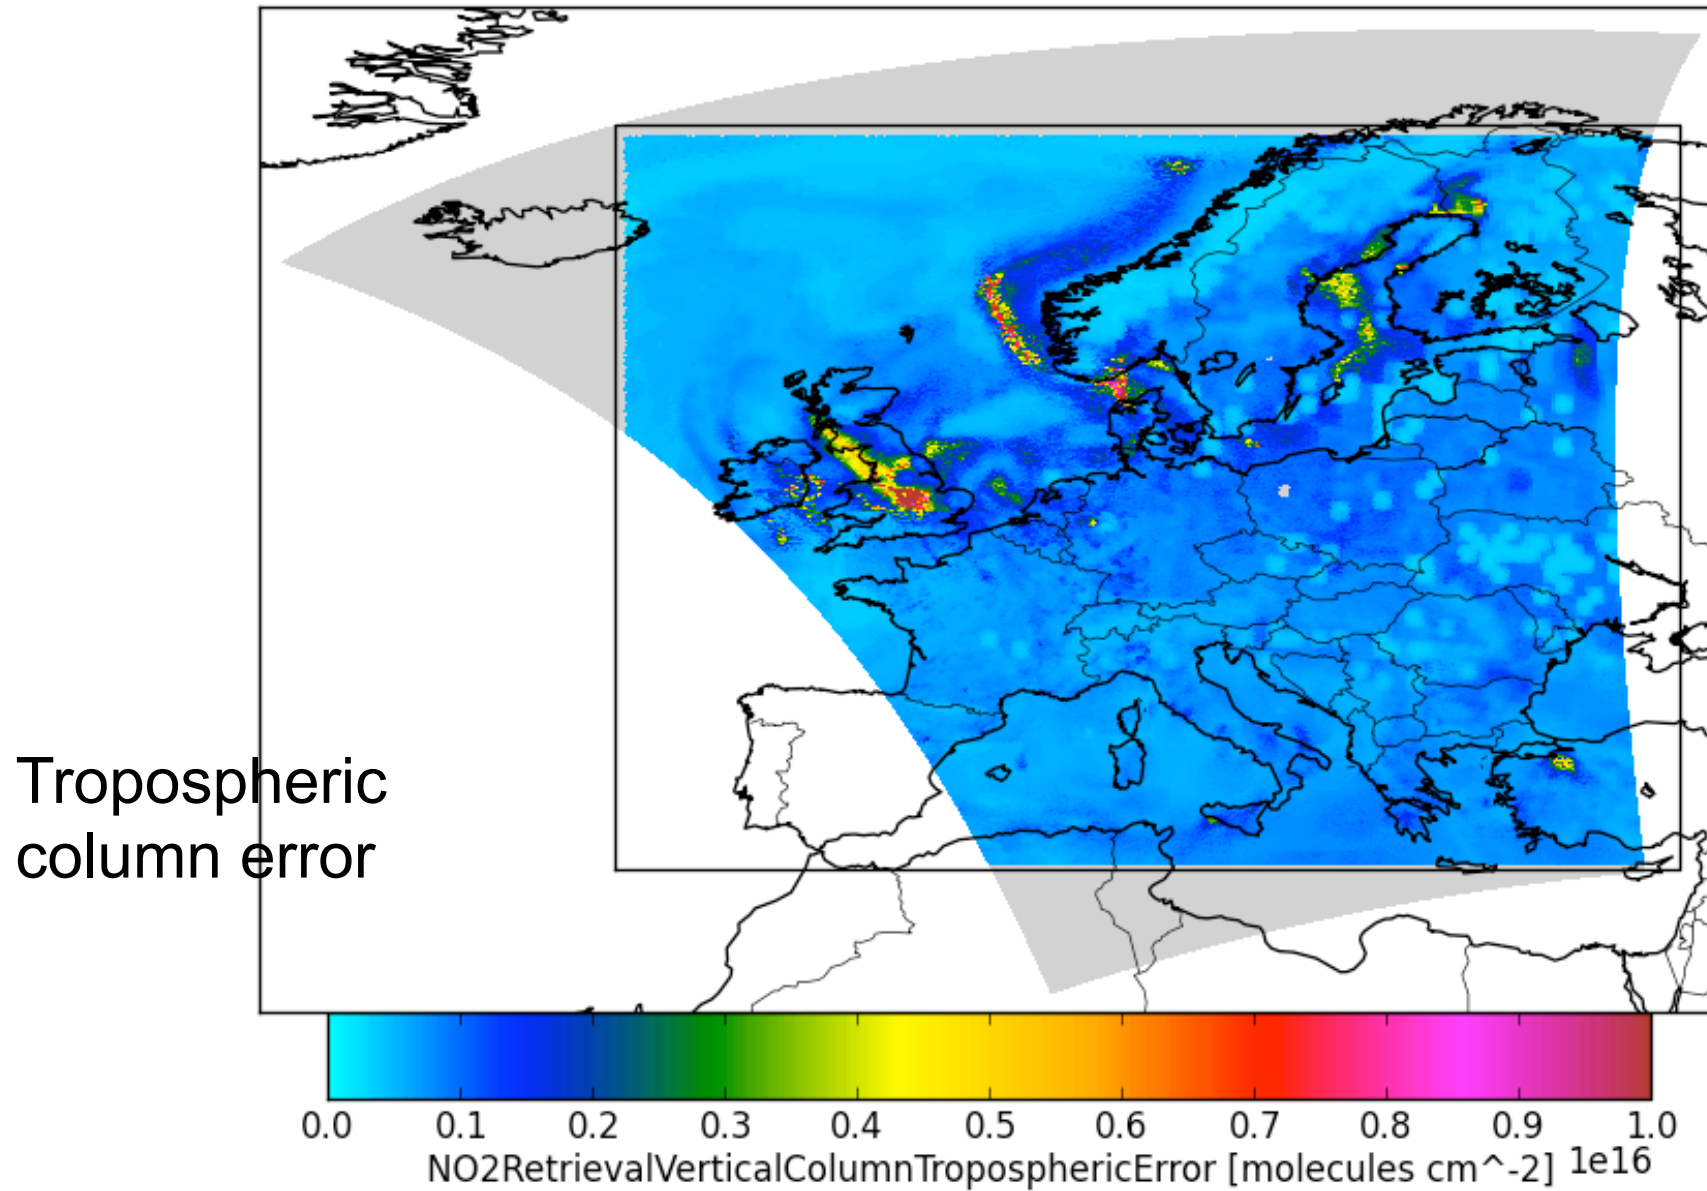 Tropospheric
column error
0.0 0.1 0.2 0.3 0.4 0.5 0.6 0.7 0.8 0.9 1.0
NO2RetrievalVerticalColumnTroposphericError [molecules cm^-2] 1e16